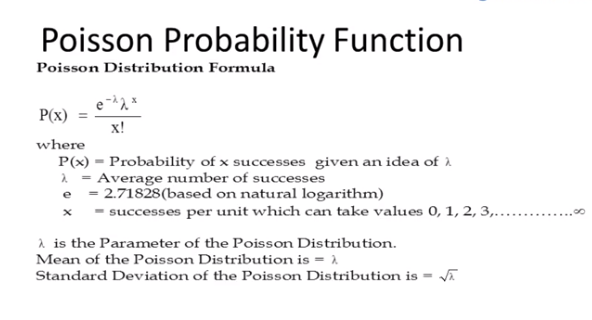 Poisson Probability Function
Poisson Distribution Formula
P(x) = e^{-λ} λ^x / x!
where
P(x) = Probability of x successes given an idea of λ
λ = Average number of successes
e = 2.71828(based on natural logarithm)
x = successes per unit which can take values 0, 1, 2, 3,..............∞
λ is the Parameter of the Poisson Distribution.
Mean of the Poisson Distribution is = λ
Standard Deviation of the Poisson Distribution is = √λ